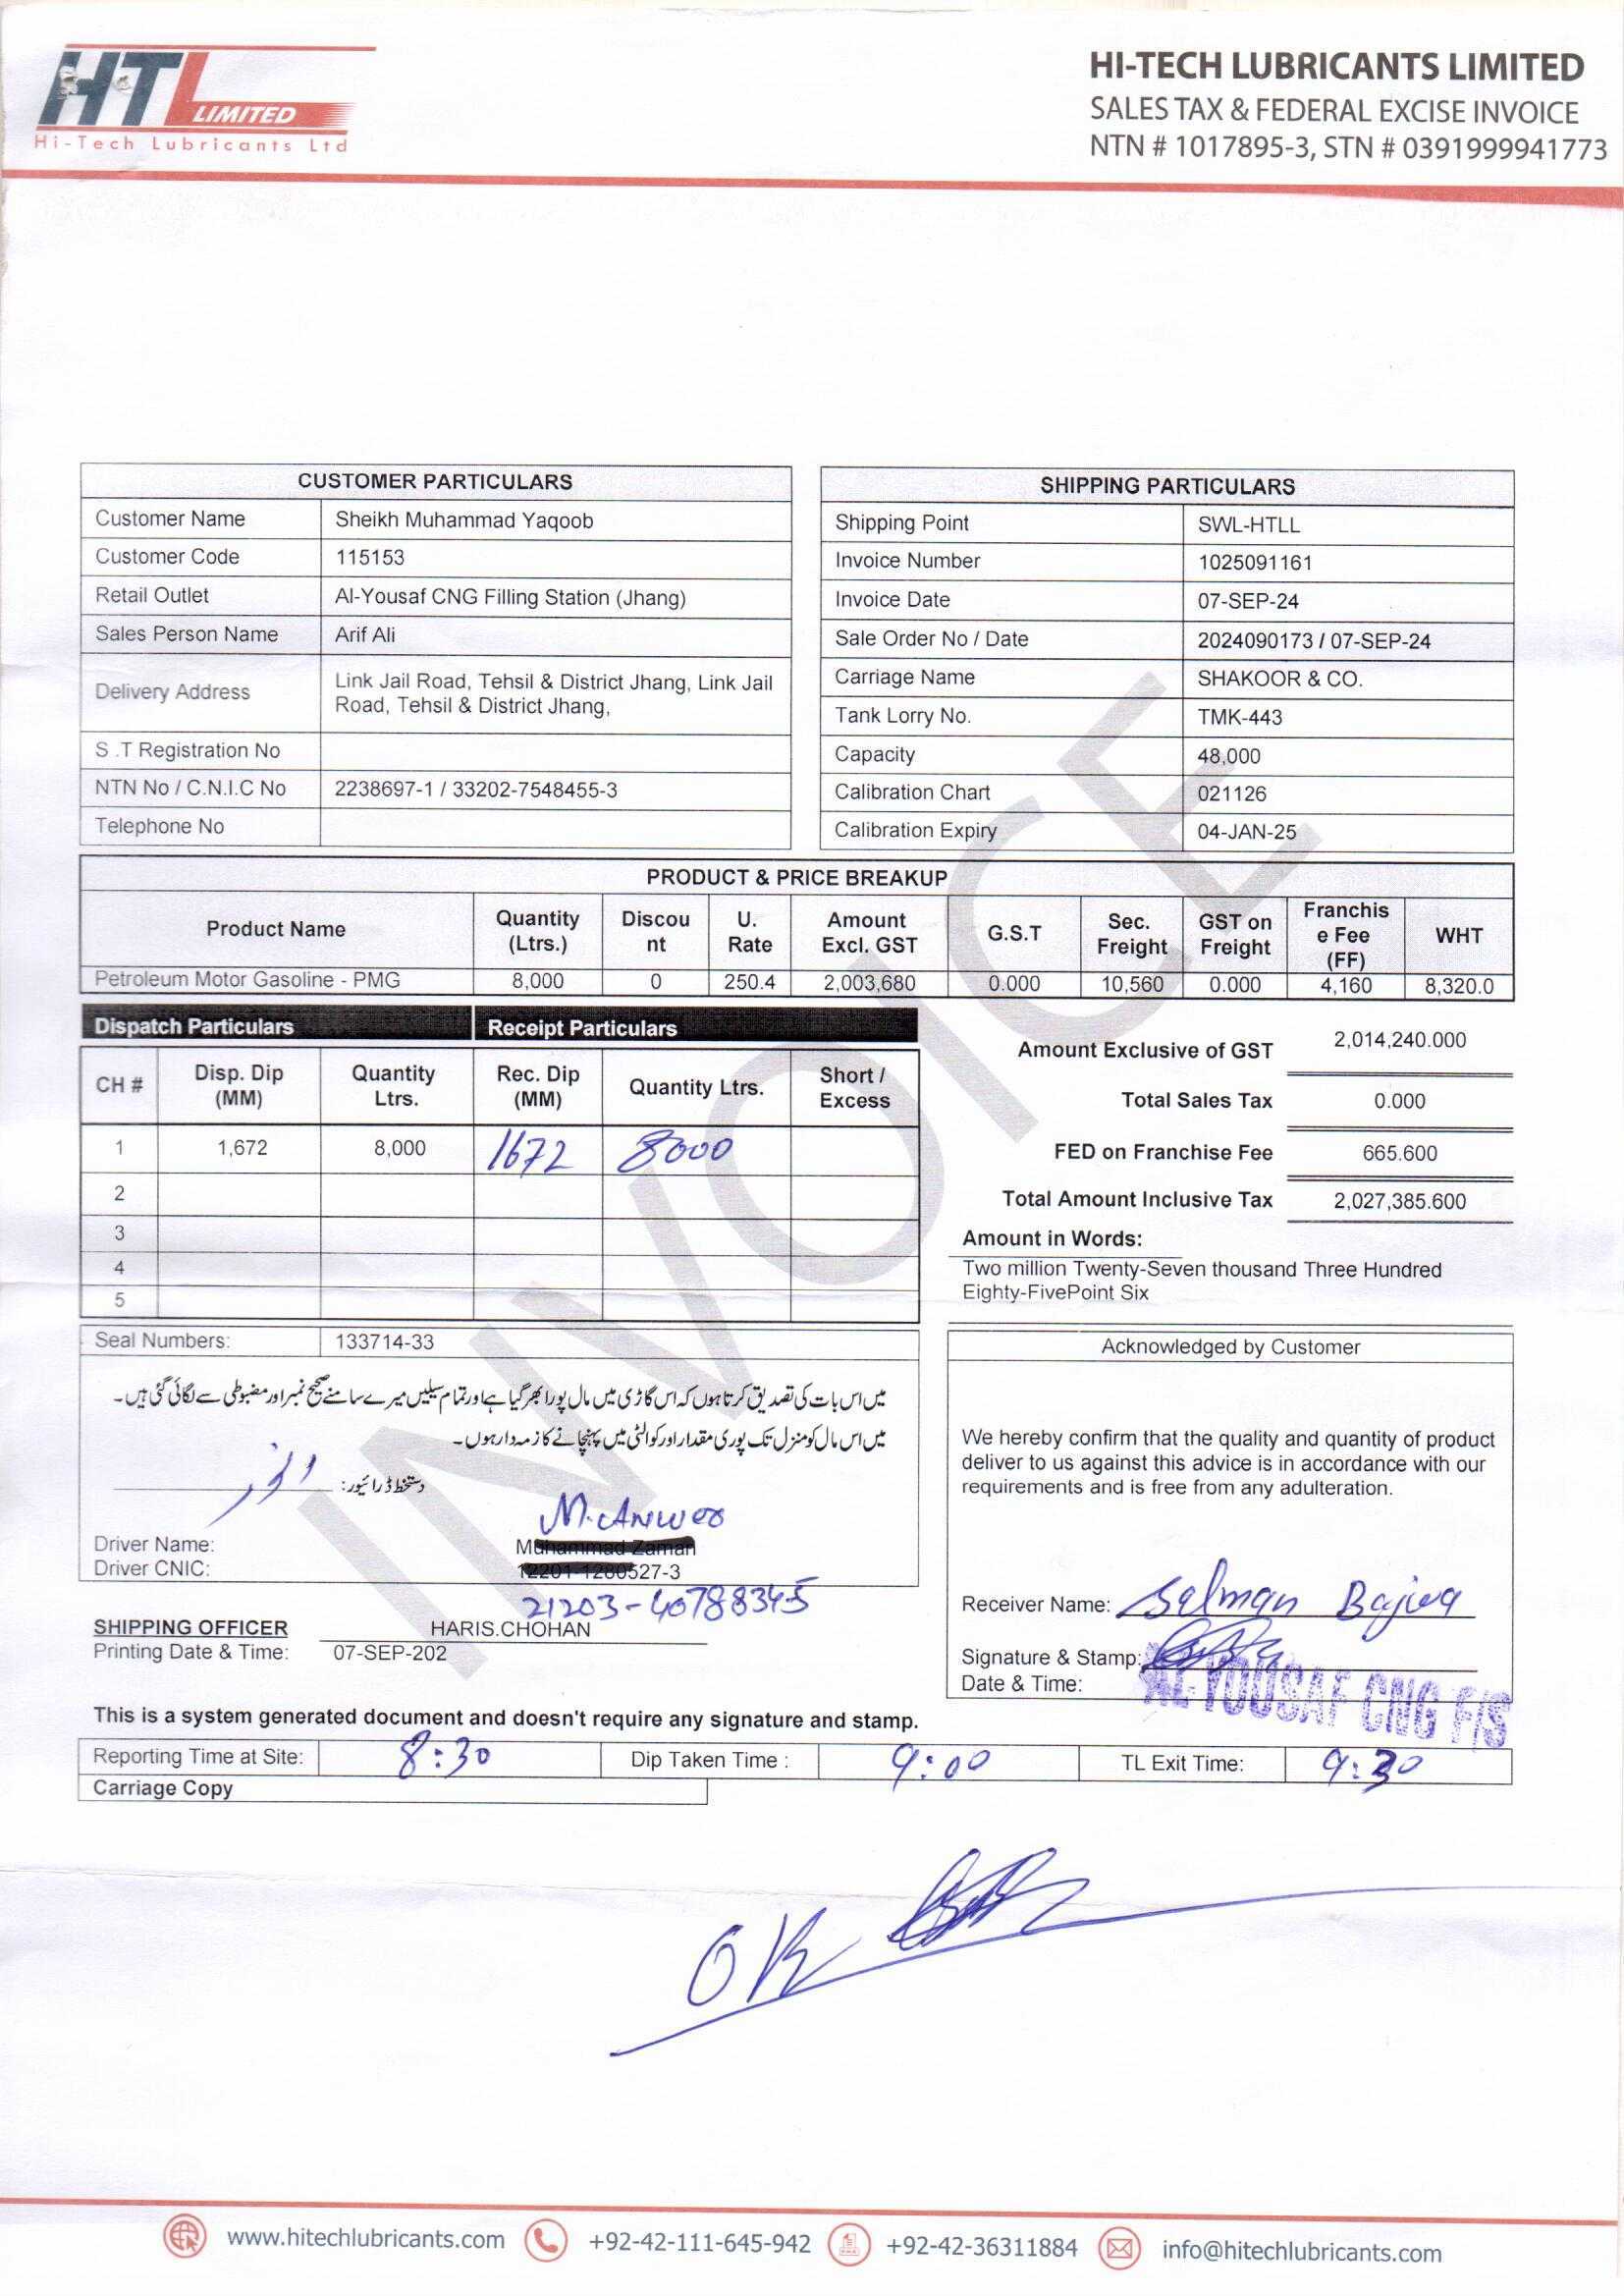 HTL LIMITED
Hi-Tech Lubricants Ltd
HI-TECH LUBRICANTS LIMITED
SALES TAX & FEDERAL EXCISE INVOICE
NTN # 1017895-3, STN # 0391999941773
CUSTOMER PARTICULARS
Customer Name Sheikh Muhammad Yaqoob
Customer Code 115153
Retail Outlet Al-Yousaf CNG Filling Station (Jhang)
Sales Person Name Arif Ali
Delivery Address Link Jail Road, Tehsil & District Jhang, Link Jail
Road, Tehsil & District Jhang,
S .T Registration No
NTN No / C.N.I.C No 2238697-1 / 33202-7548455-3
Telephone No
SHIPPING PARTICULARS
Shipping Point SWL-HTLL
Invoice Number 1025091161
Invoice Date 07-SEP-24
Sale Order No / Date 2024090173 / 07-SEP-24
Carriage Name SHAKOOR & CO.
Tank Lorry No. TMK-443
Capacity 48,000
Calibration Chart 021126
Calibration Expiry 04-JAN-25
INVOICE
PRODUCT & PRICE BREAKUP
Product Name Quantity (Ltrs.) Discou nt U. Rate Amount Excl. GST G.S.T Sec. Freight GST on Freight Franchis e Fee (FF) WHT
Petroleum Motor Gasoline - PMG 8,000 0 250.4 2,003,680 0.000 10,560 0.000 4,160 8,320.0
Dispatch Particulars Receipt Particulars
CH # Disp. Dip (MM) Quantity Ltrs. Rec. Dip (MM) Quantity Ltrs. Short / Excess
1 1,672 8,000 1672 8000
2
3
4
5
Amount Exclusive of GST 2,014,240.000
Total Sales Tax 0.000
FED on Franchise Fee 665.600
Total Amount Inclusive Tax 2,027,385.600
Amount in Words:
Two million Twenty-Seven thousand Three Hundred
Eighty-FivePoint Six
Seal Numbers: 133714-33
میں اس بات کی تصدیق کرتا ہوں کہ اس گاڑی میں مال پورا بھر گیا ہے اور تمام سیلیں میرے سامنے صحیح نمبر اور مضبوطی سے لگائی گئی ہیں۔
میں اس مال کو منزل تک پوری مقدار اور کوالٹی میں پہنچانے کا ذمہ دار ہوں۔
دستخط ڈرائیور: انور
M. Anwer
Driver Name: Muhammad Zaman
Driver CNIC: 12201-1280527-3
21203-40788345
SHIPPING OFFICER HARIS.CHOHAN
Printing Date & Time: 07-SEP-202
Acknowledged by Customer
We hereby confirm that the quality and quantity of product
deliver to us against this advice is in accordance with our
requirements and is free from any adulteration.
Receiver Name: Selman Bajwa
Signature & Stamp:
Date & Time:
AL-YOUSAF CNG F/S
This is a system generated document and doesn't require any signature and stamp.
Reporting Time at Site: 8:30 Dip Taken Time : 9:00 TL Exit Time: 9:30
Carriage Copy
OK
www.hitechlubricants.com +92-42-111-645-942 +92-42-36311884 info@hitechlubricants.com